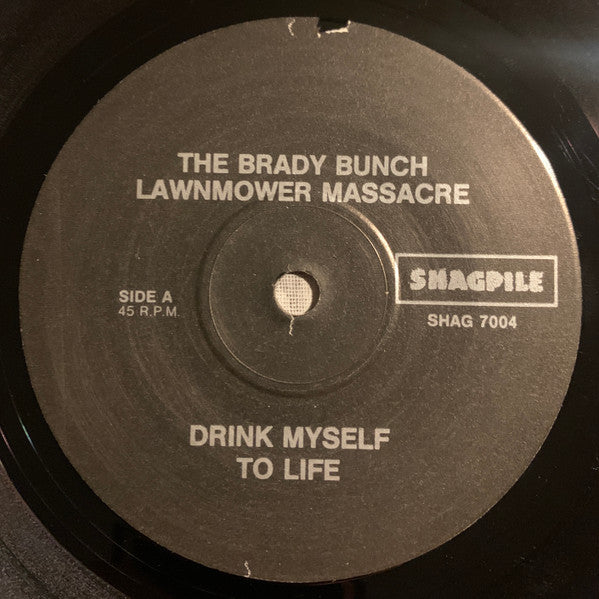 THE BRADY BUNCH
LAWNMOWER MASSACRE
SHAGPILE
SIDE A
45 R.P.M.
SHAG 7004
DRINK MYSELF
TO LIFE